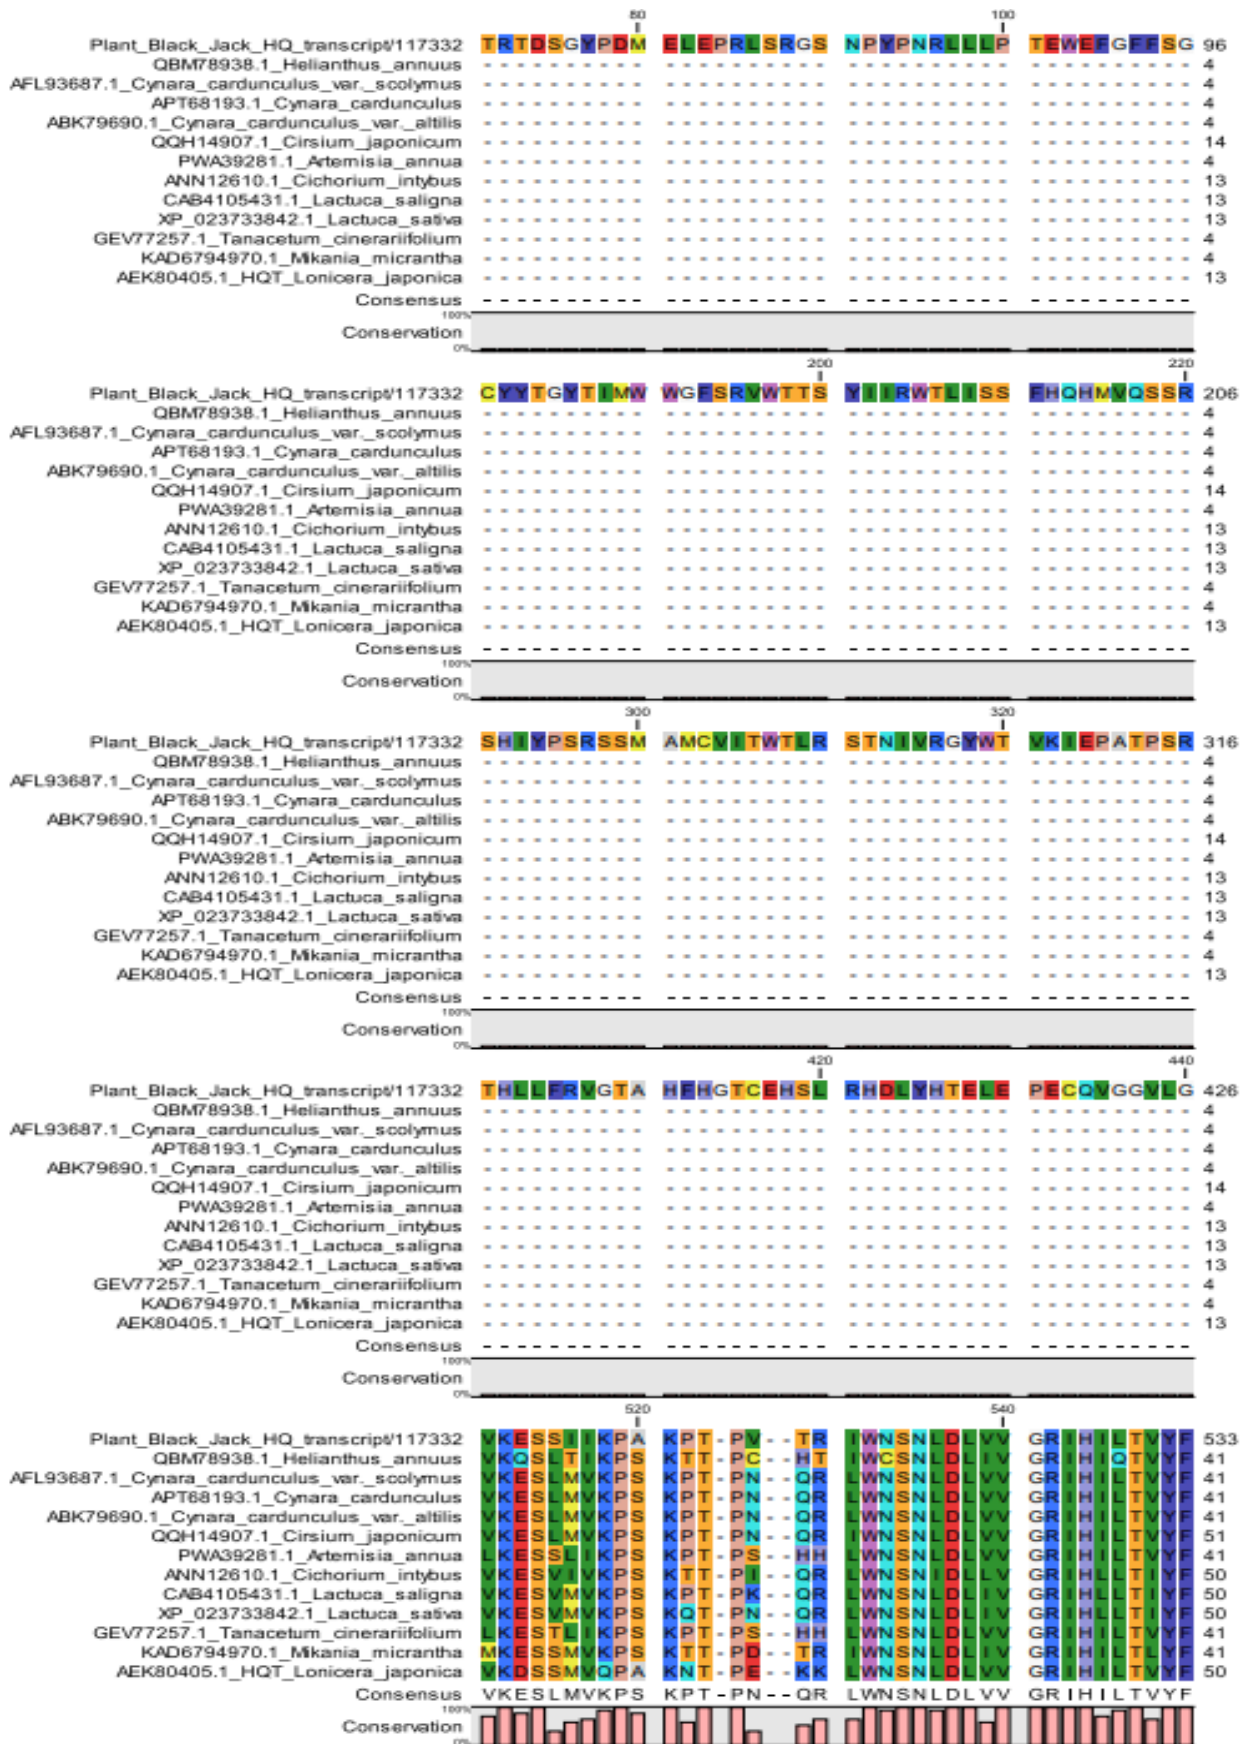 80 100
Plant_Black_Jack_HQ_transcript/117332 TRTDSGYPDM ELEPRLSRGS NPYPNRLLLP TEWEFGFFSG 96
QBM78938.1_Helianthus_annuus ---------- ---------- ---------- ---------- 4
AFL93687.1_Cynara_cardunculus_var._scolymus ---------- ---------- ---------- ---------- 4
APT68193.1_Cynara_cardunculus ---------- ---------- ---------- ---------- 4
ABK79690.1_Cynara_cardunculus_var._altilis ---------- ---------- ---------- ---------- 4
QQH14907.1_Cirsium_japonicum ---------- ---------- ---------- ---------- 14
PWA39281.1_Artemisia_annua ---------- ---------- ---------- ---------- 4
ANN12610.1_Cichorium_intybus ---------- ---------- ---------- ---------- 13
CAB4105431.1_Lactuca_saligna ---------- ---------- ---------- ---------- 13
XP_023733842.1_Lactuca_sativa ---------- ---------- ---------- ---------- 13
GEV77257.1_Tanacetum_cinerariifolium ---------- ---------- ---------- ---------- 4
KAD6794970.1_Mikania_micrantha ---------- ---------- ---------- ---------- 4
AEK80405.1_HQT_Lonicera_japonica ---------- ---------- ---------- ---------- 13
Consensus ---------- ---------- ---------- ----------
100%
Conservation
0%
200 220
Plant_Black_Jack_HQ_transcript/117332 CYYTGYTIMW WGFSRVWTTS YIIRWTLISS FHQHMVQSSR 206
QBM78938.1_Helianthus_annuus ---------- ---------- ---------- ---------- 4
AFL93687.1_Cynara_cardunculus_var._scolymus ---------- ---------- ---------- ---------- 4
APT68193.1_Cynara_cardunculus ---------- ---------- ---------- ---------- 4
ABK79690.1_Cynara_cardunculus_var._altilis ---------- ---------- ---------- ---------- 4
QQH14907.1_Cirsium_japonicum ---------- ---------- ---------- ---------- 14
PWA39281.1_Artemisia_annua ---------- ---------- ---------- ---------- 4
ANN12610.1_Cichorium_intybus ---------- ---------- ---------- ---------- 13
CAB4105431.1_Lactuca_saligna ---------- ---------- ---------- ---------- 13
XP_023733842.1_Lactuca_sativa ---------- ---------- ---------- ---------- 13
GEV77257.1_Tanacetum_cinerariifolium ---------- ---------- ---------- ---------- 4
KAD6794970.1_Mikania_micrantha ---------- ---------- ---------- ---------- 4
AEK80405.1_HQT_Lonicera_japonica ---------- ---------- ---------- ---------- 13
Consensus ---------- ---------- ---------- ----------
100%
Conservation
0%
300 320
Plant_Black_Jack_HQ_transcript/117332 SHIYPSRSSM AMCVITWTLR STNIVRGYWT VKIEPATPSR 316
QBM78938.1_Helianthus_annuus ---------- ---------- ---------- ---------- 4
AFL93687.1_Cynara_cardunculus_var._scolymus ---------- ---------- ---------- ---------- 4
APT68193.1_Cynara_cardunculus ---------- ---------- ---------- ---------- 4
ABK79690.1_Cynara_cardunculus_var._altilis ---------- ---------- ---------- ---------- 4
QQH14907.1_Cirsium_japonicum ---------- ---------- ---------- ---------- 14
PWA39281.1_Artemisia_annua ---------- ---------- ---------- ---------- 4
ANN12610.1_Cichorium_intybus ---------- ---------- ---------- ---------- 13
CAB4105431.1_Lactuca_saligna ---------- ---------- ---------- ---------- 13
XP_023733842.1_Lactuca_sativa ---------- ---------- ---------- ---------- 13
GEV77257.1_Tanacetum_cinerariifolium ---------- ---------- ---------- ---------- 4
KAD6794970.1_Mikania_micrantha ---------- ---------- ---------- ---------- 4
AEK80405.1_HQT_Lonicera_japonica ---------- ---------- ---------- ---------- 13
Consensus ---------- ---------- ---------- ----------
100%
Conservation
0%
420 440
Plant_Black_Jack_HQ_transcript/117332 THLLFRVGTA HFHGTCEHSL RHDLYHTELE PECQVGGVLG 426
QBM78938.1_Helianthus_annuus ---------- ---------- ---------- ---------- 4
AFL93687.1_Cynara_cardunculus_var._scolymus ---------- ---------- ---------- ---------- 4
APT68193.1_Cynara_cardunculus ---------- ---------- ---------- ---------- 4
ABK79690.1_Cynara_cardunculus_var._altilis ---------- ---------- ---------- ---------- 4
QQH14907.1_Cirsium_japonicum ---------- ---------- ---------- ---------- 14
PWA39281.1_Artemisia_annua ---------- ---------- ---------- ---------- 4
ANN12610.1_Cichorium_intybus ---------- ---------- ---------- ---------- 13
CAB4105431.1_Lactuca_saligna ---------- ---------- ---------- ---------- 13
XP_023733842.1_Lactuca_sativa ---------- ---------- ---------- ---------- 13
GEV77257.1_Tanacetum_cinerariifolium ---------- ---------- ---------- ---------- 4
KAD6794970.1_Mikania_micrantha ---------- ---------- ---------- ---------- 4
AEK80405.1_HQT_Lonicera_japonica ---------- ---------- ---------- ---------- 13
Consensus ---------- ---------- ---------- ----------
100%
Conservation
0%
520 540
Plant_Black_Jack_HQ_transcript/117332 VKESSIIKPA KPT-PV--TR IWNSNLDLVV GRIHILTVYF 533
QBM78938.1_Helianthus_annuus VKQSLTIKPS KTT-PC--HT IWCSNLDLIV GRIHIQTVYF 41
AFL93687.1_Cynara_cardunculus_var._scolymus VKESLMVKPS KPT-PN--QR LWNSNLDLVV GRIHILTVYF 41
APT68193.1_Cynara_cardunculus VKESLMVKPS KPT-PN--QR LWNSNLDLVV GRIHILTVYF 41
ABK79690.1_Cynara_cardunculus_var._altilis VKESLMVKPS KPT-PN--QR LWNSNLDLVV GRIHILTVYF 41
QQH14907.1_Cirsium_japonicum VKESLMVKPS KPT-PN--QR IWNSNLDLVV GRIHILTVYF 51
PWA39281.1_Artemisia_annua LKESSLIKPS KPT-PS--HH LWNSNIDLVV GRIHILTVYF 41
ANN12610.1_Cichorium_intybus VKESVIVKPS KPT-PI--QR LWNSNLDLIV GRIHLLTIYF 50
CAB4105431.1_Lactuca_saligna VKESVMVKPS KPT-PK--QR LWNSNLDLIV GRIHILTIYF 50
XP_023733842.1_Lactuca_sativa VKESVMVKPS KQT-PN--QR LWNSNLDLIV GRIHLLTIYF 50
GEV77257.1_Tanacetum_cinerariifolium LKESTLIKPS KPT-PS--HH LWNSNLDLVV GRIHILTVYF 41
KAD6794970.1_Mikania_micrantha MKESSMVKPS KTT-PD--TR IWNSNLDLIV GRIHILTLYF 41
AEK80405.1_HQT_Lonicera_japonica VKDSSMVQPA KNT-PE--KK LWNSNLDLVV GRIHILTVYF 50
Consensus VKESLMVKPS KPT-PN--QR LWNSNLDLVV GRIHILTVYF
100%
Conservation
0%